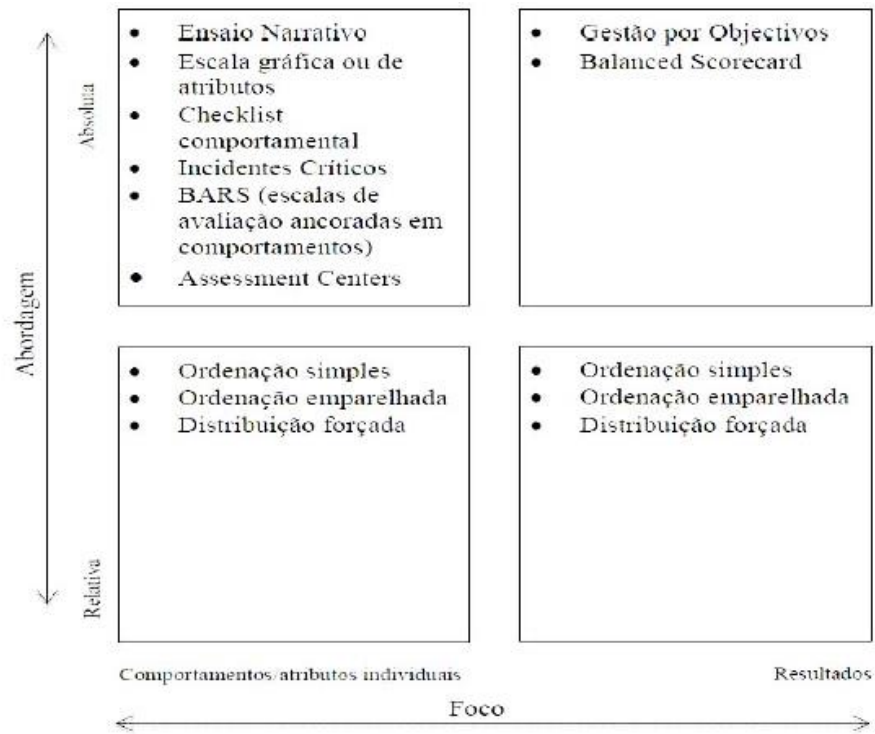 Abordagem
Absoluta
Relativa
• Ensaio Narrativo
• Escala gráfica ou de
atributos
• Checklist
comportamental
• Incidentes Críticos
• BARS (escalas de
avaliação ancoradas em
comportamentos)
• Assessment Centers
• Gestão por Objectivos
• Balanced Scorecard
• Ordenação simples
• Ordenação emparelhada
• Distribuição forçada
• Ordenação simples
• Ordenação emparelhada
• Distribuição forçada
Comportamentos/atributos individuais
Resultados
Foco